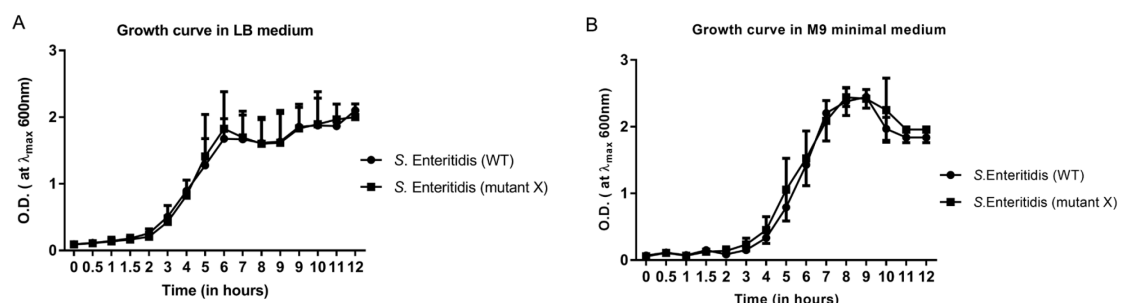 A
Growth curve in LB medium
3
2
1
0
O.D. ( at λmax 600nm)
0 0.5 1 1.5 2 3 4 5 6 7 8 9 9 10 11 12
Time (in hours)
S. Enteritidis (WT)
S. Enteritidis (mutant X)
B
Growth curve in M9 minimal medium
3
2
1
0
O.D. ( at λmax 600nm)
0 0.5 1 1.5 2 3 4 5 6 7 8 9 10 11 12
Time (in hours)
S.Enteritidis (WT)
S.Enteritidis (mutant X)